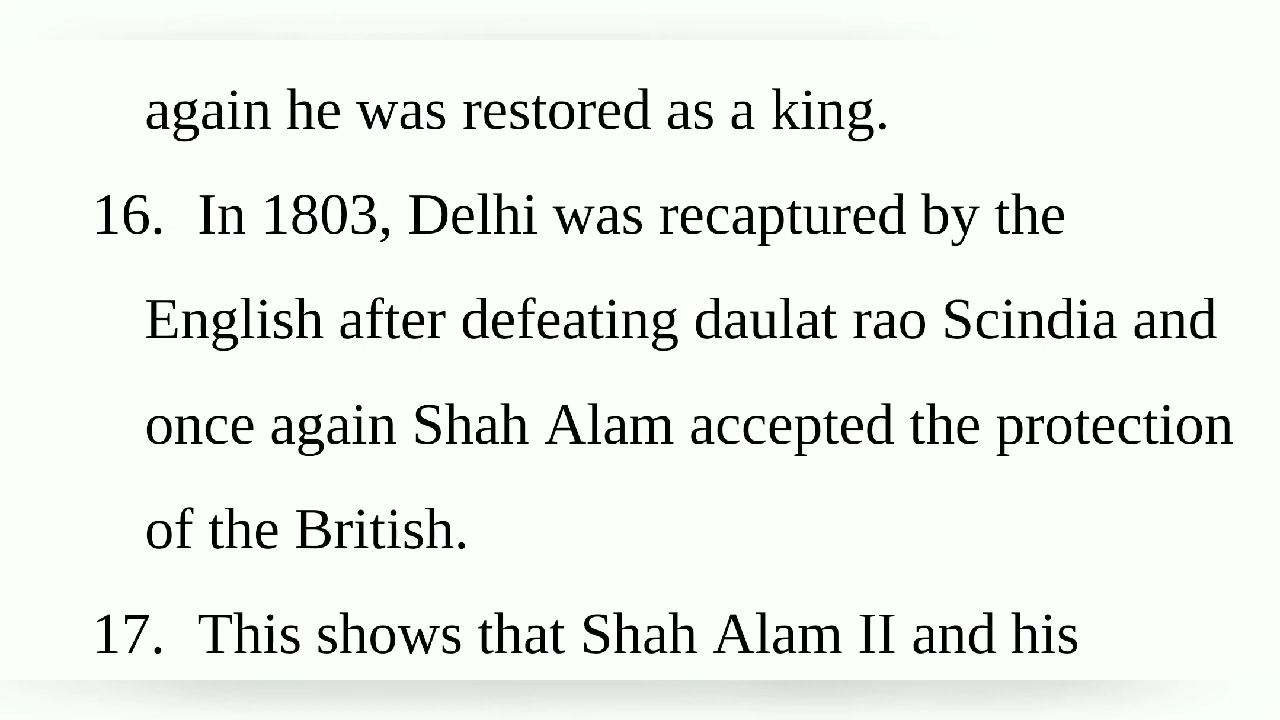 again he was restored as a king.
16. In 1803, Delhi was recaptured by the
English after defeating daulat rao Scindia and
once again Shah Alam accepted the protection
of the British.
17. This shows that Shah Alam II and his